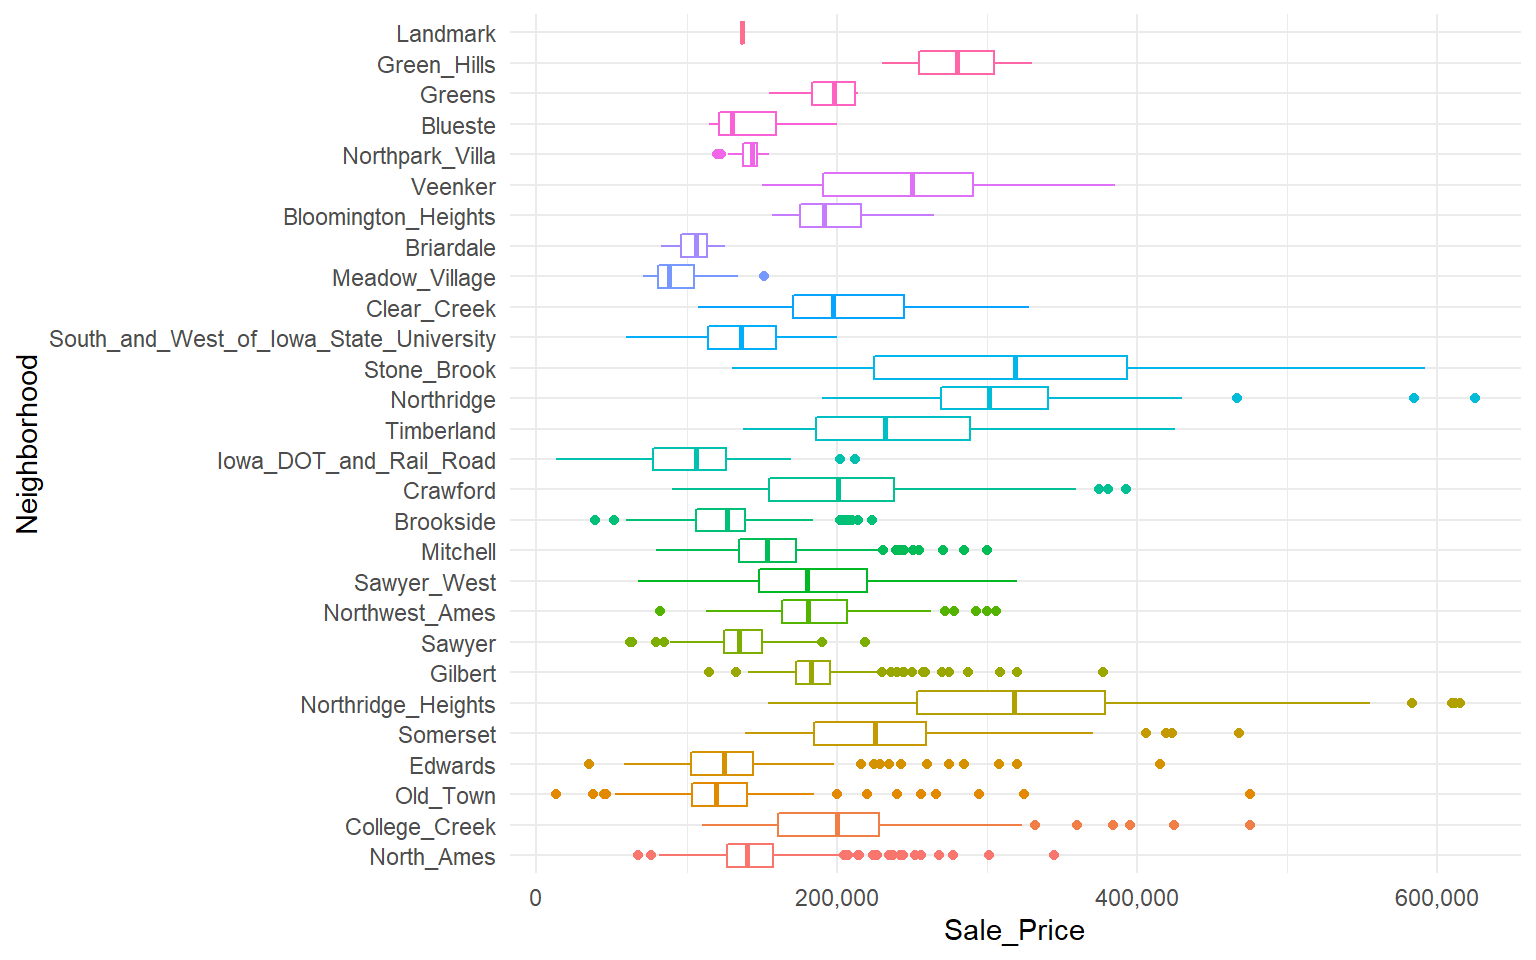 Landmark
Green_Hills
Greens
Blueste
Northpark_Villa
Veenker
Bloomington_Heights
Briardale
Meadow_Village
Clear_Creek
South_and_West_of_Iowa_State_University
Stone_Brook
Northridge
Timberland
Iowa_DOT_and_Rail_Road
Crawford
Brookside
Mitchell
Sawyer_West
Northwest_Ames
Sawyer
Gilbert
Northridge_Heights
Somerset
Edwards
Old_Town
College_Creek
North_Ames
Neighborhood
0 200,000 400,000 600,000
Sale_Price